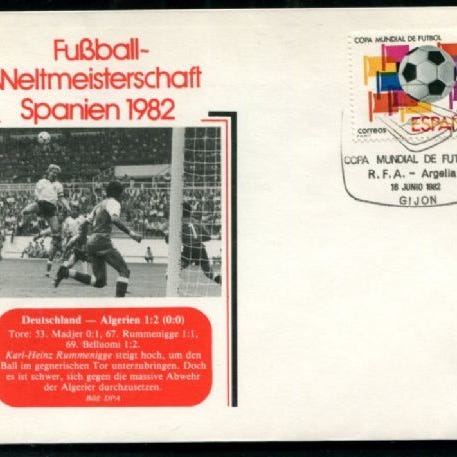 Fußball-
Weltmeisterschaft
Spanien 1982
COPA MUNDIAL DE FUTBOL
ESPAÑ
correos
COPA MUNDIAL DE FUT
R.F.A. - Argelia
16 JUNIO 1982
GIJON
Deutschland — Algerien 1:2 (0:0)
Tore: 53. Madjer 0:1, 67. Rummenigge 1:1,
69. Belluomi 1:2.
Karl-Heinz Rummenigge steigt hoch, um den
Ball im gegnerischen Tor unterzubringen. Doch
es ist schwer, sich gegen die massive Abwehr
der Algerier durchzusetzen.
Bild: DPA